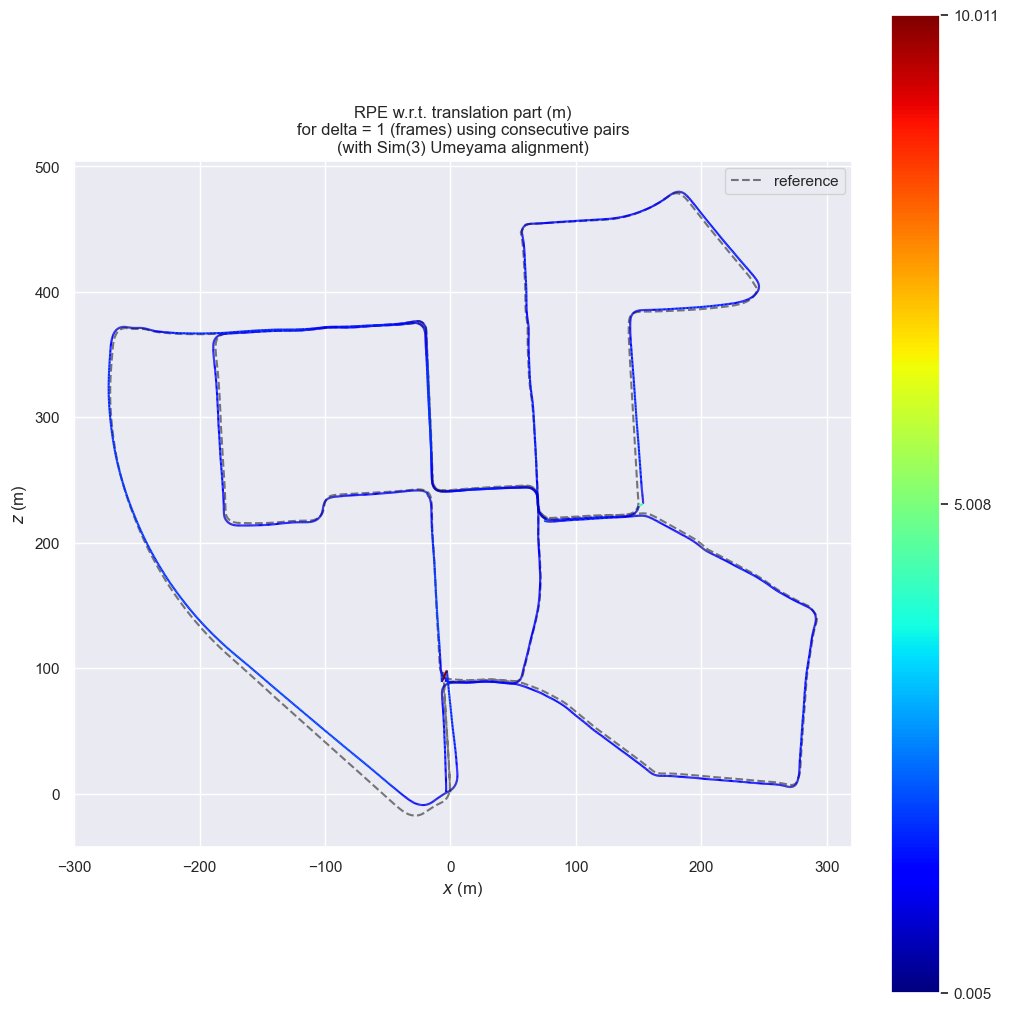 RPE w.r.t. translation part (m)
for delta = 1 (frames) using consecutive pairs
(with Sim(3) Umeyama alignment)
10.011
5.008
0.005
reference
500
400
300
200
100
0
z (m)
−300
−200
−100
0
100
200
300
x (m)